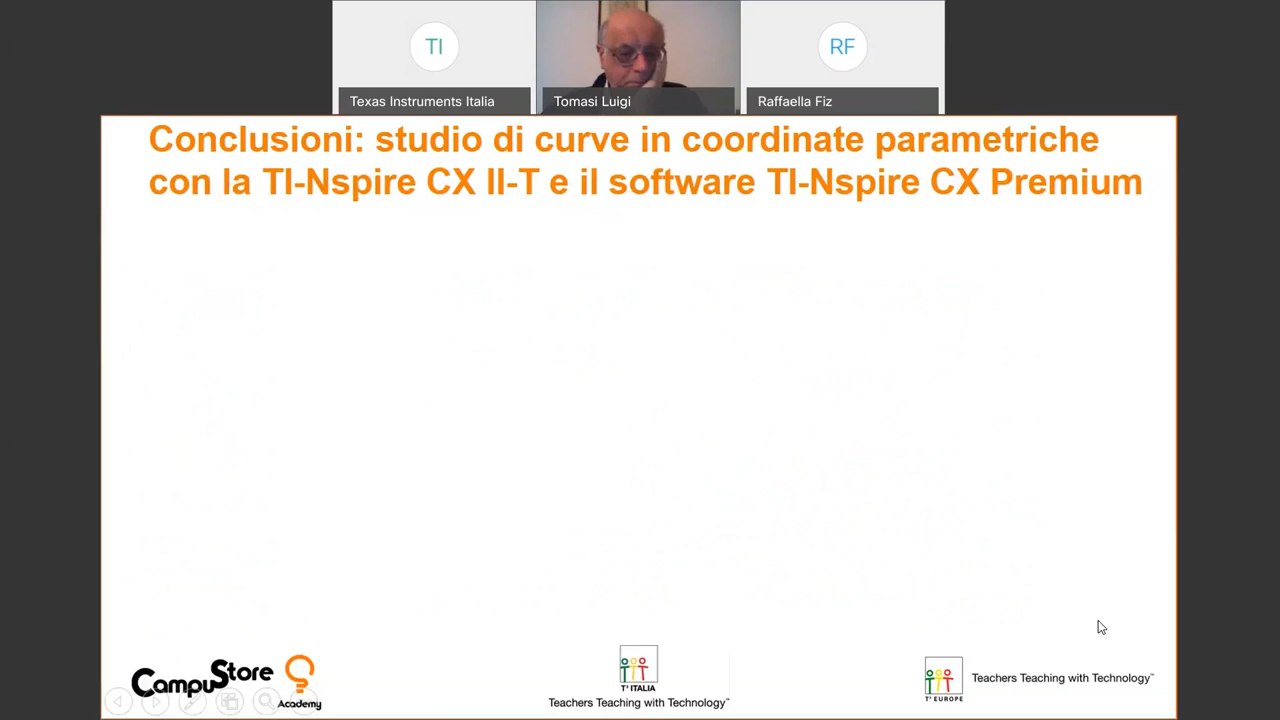 TI
RF
Texas Instruments Italia
Tomasi Luigi
Raffaella Fiz
Conclusioni: studio di curve in coordinate parametriche
con la TI-Nspire CX II-T e il software TI-Nspire CX Premium
CampuStore
Academy
T³ ITALIA
Teachers Teaching with Technology™
T³ EUROPE
Teachers Teaching with Technology™